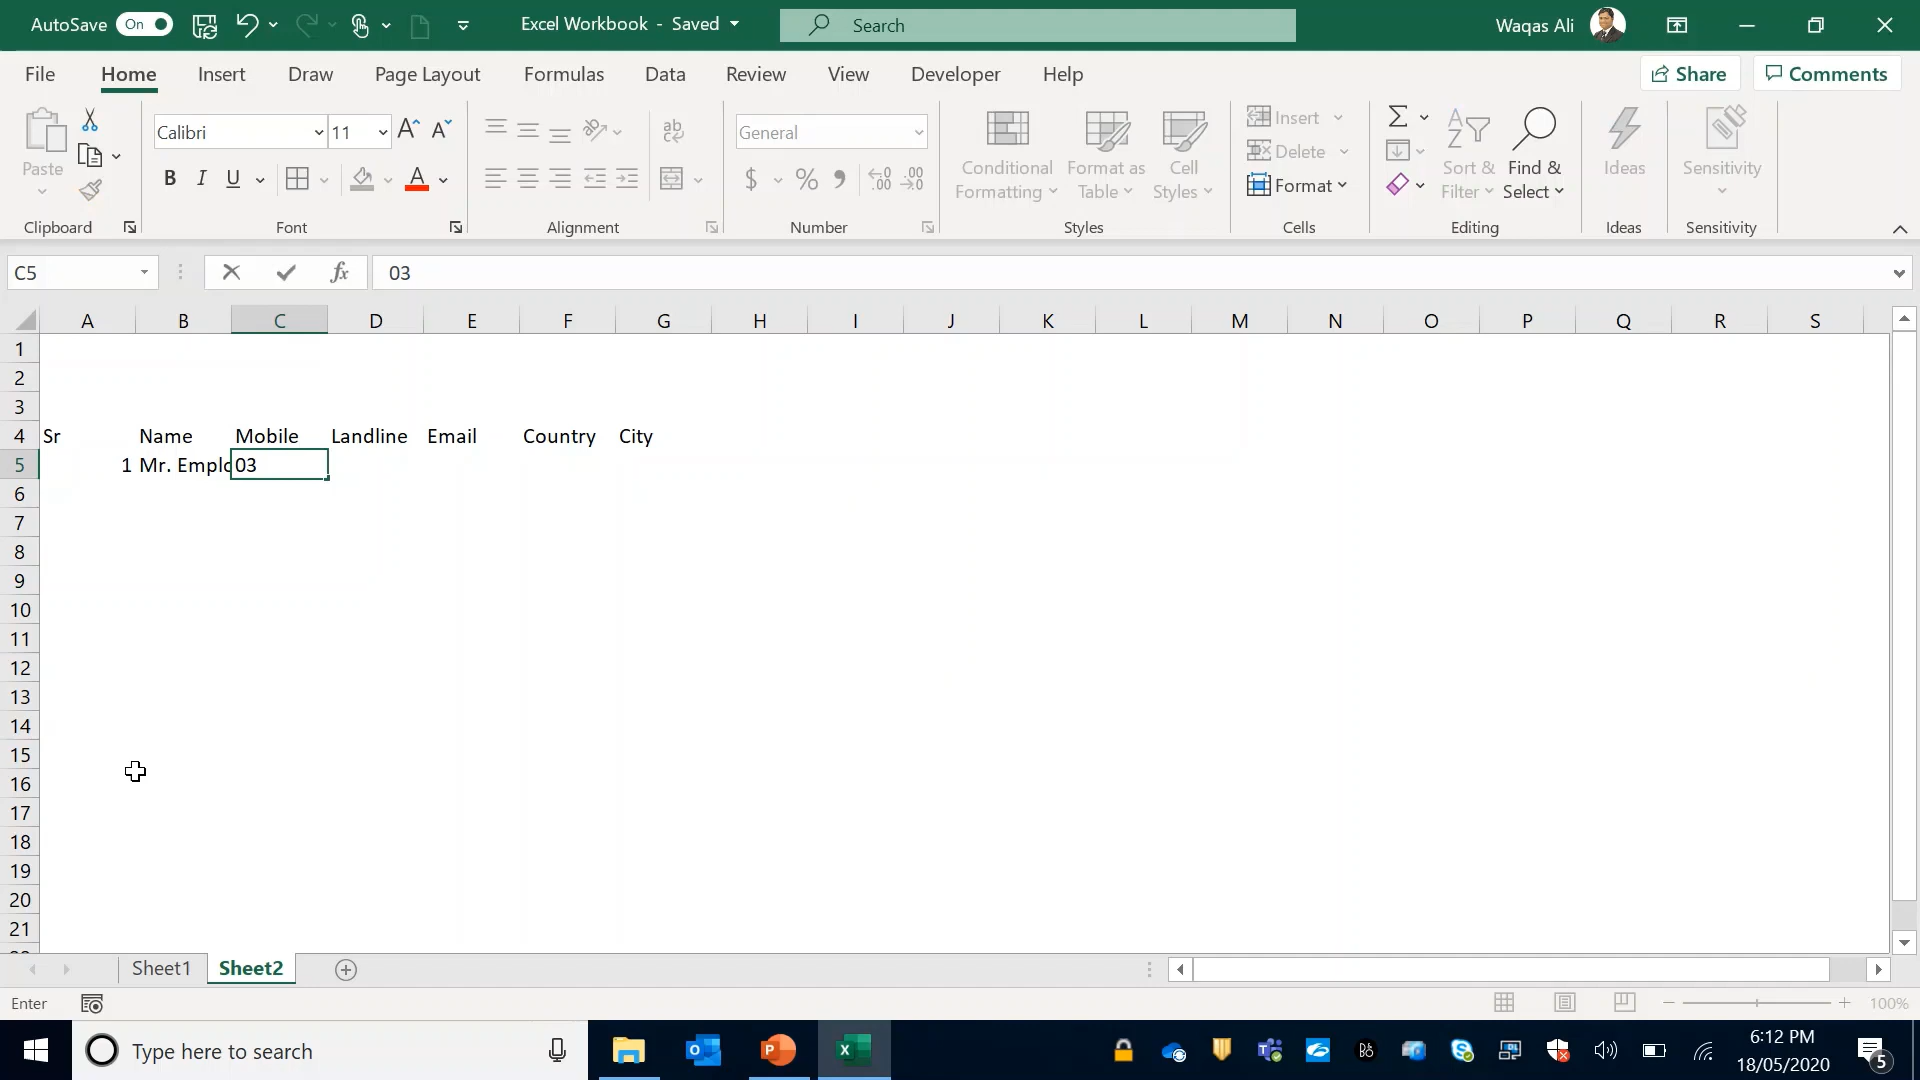 AutoSave On Excel Workbook - Saved Search Waqas Ali
File Home Insert Draw Page Layout Formulas Data Review View Developer Help Share Comments
Paste Calibri 11 B I U General $ % Conditional Formatting Format as Table Cell Styles Insert Delete Format Sort & Filter Find & Select Ideas Sensitivity
Clipboard Font Alignment Number Styles Cells Editing Ideas Sensitivity
C5 fx 03
A B C D E F G H I J K L M N O P Q R S
1
2
3
4 Sr Name Mobile Landline Email Country City
5 1 Mr. Emplo 03
6
7
8
9
10
11
12
13
14
15
16
17
18
19
20
21
Sheet1 Sheet2
Enter 100%
Type here to search 6:12 PM
18/05/2020 5